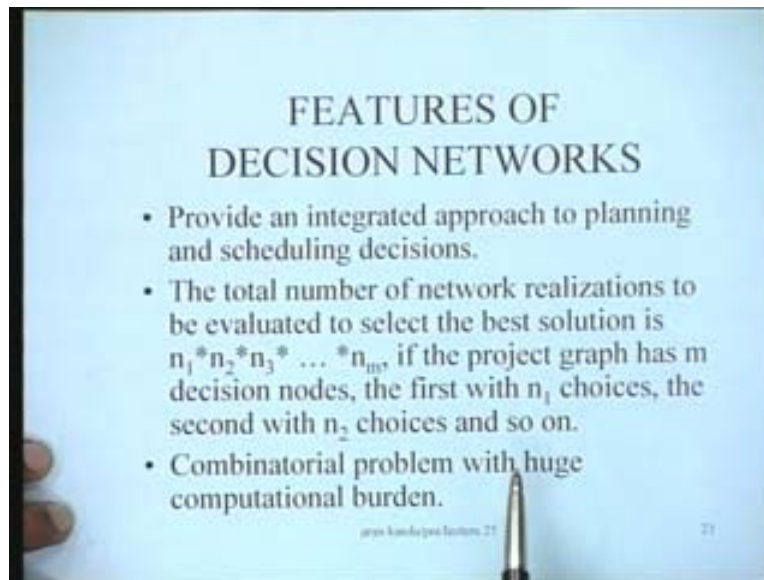 FEATURES OF
DECISION NETWORKS
• Provide an integrated approach to planning
and scheduling decisions.
• The total number of network realizations to
be evaluated to select the best solution is
n₁*n₂*n₃* … *nₘ, if the project graph has m
decision nodes, the first with n₁ choices, the
second with n₂ choices and so on.
• Combinatorial problem with huge
computational burden.
lecture 25